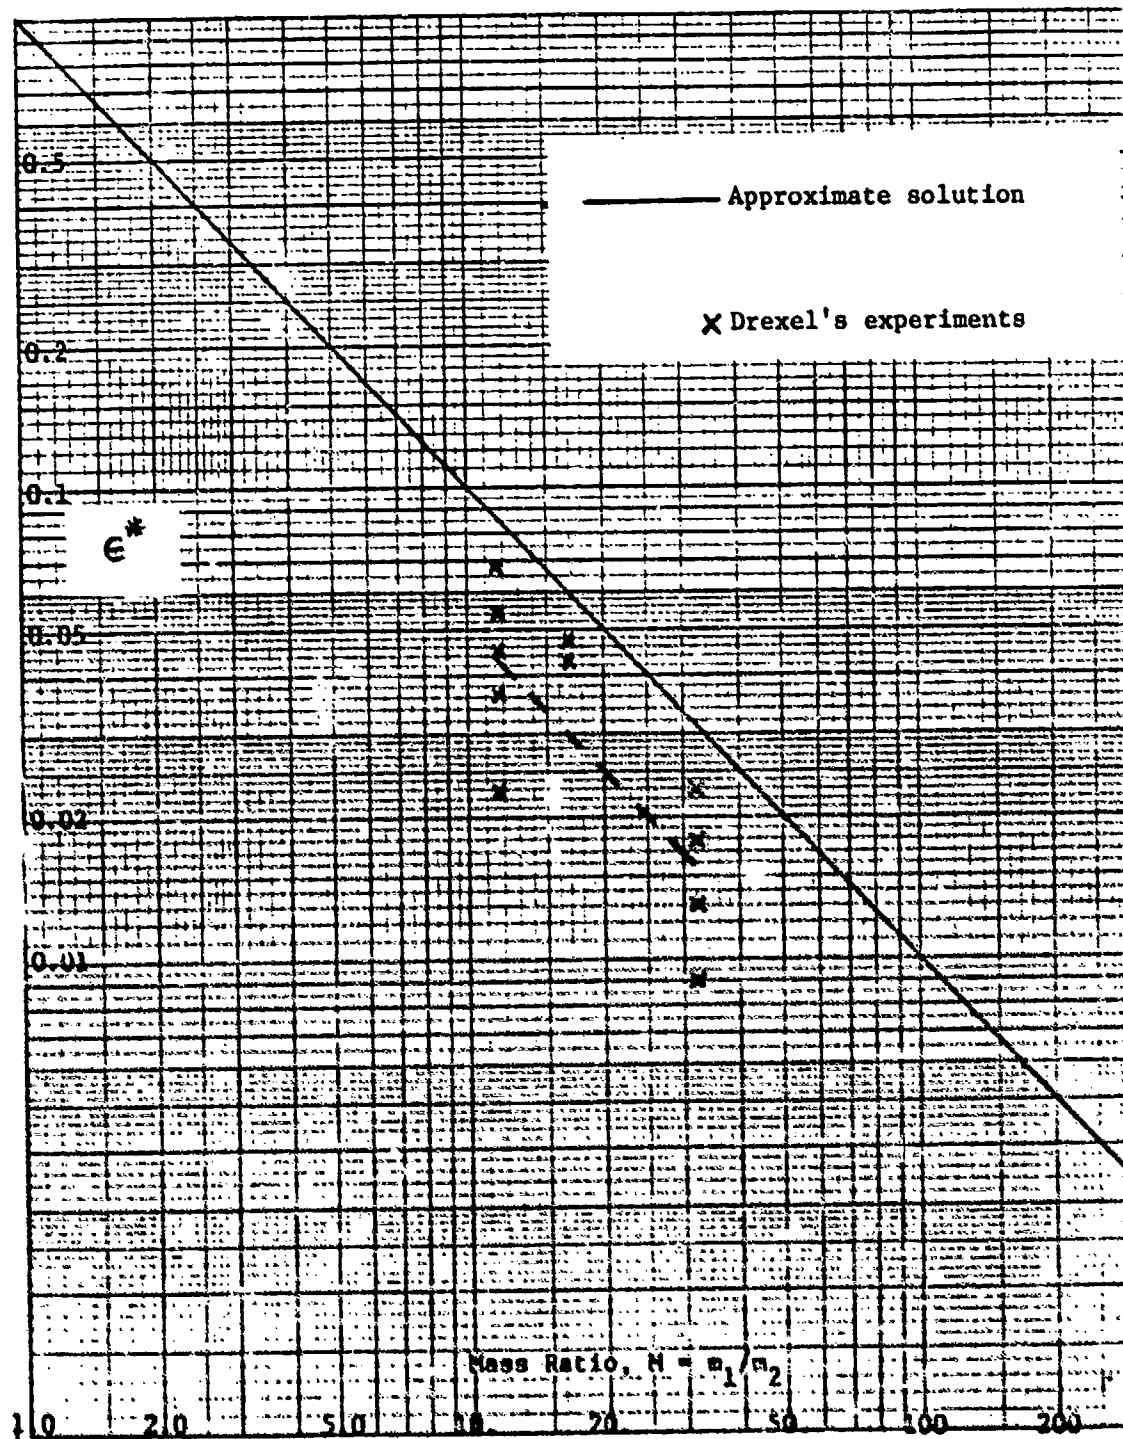 0.5
Approximate solution
x Drexel's experiments
0.2
0.1
ϵ*
0.05
0.02
0.01
Mass Ratio, M = m1/m2
1.0 2.0 5.0 10 20 50 100 200